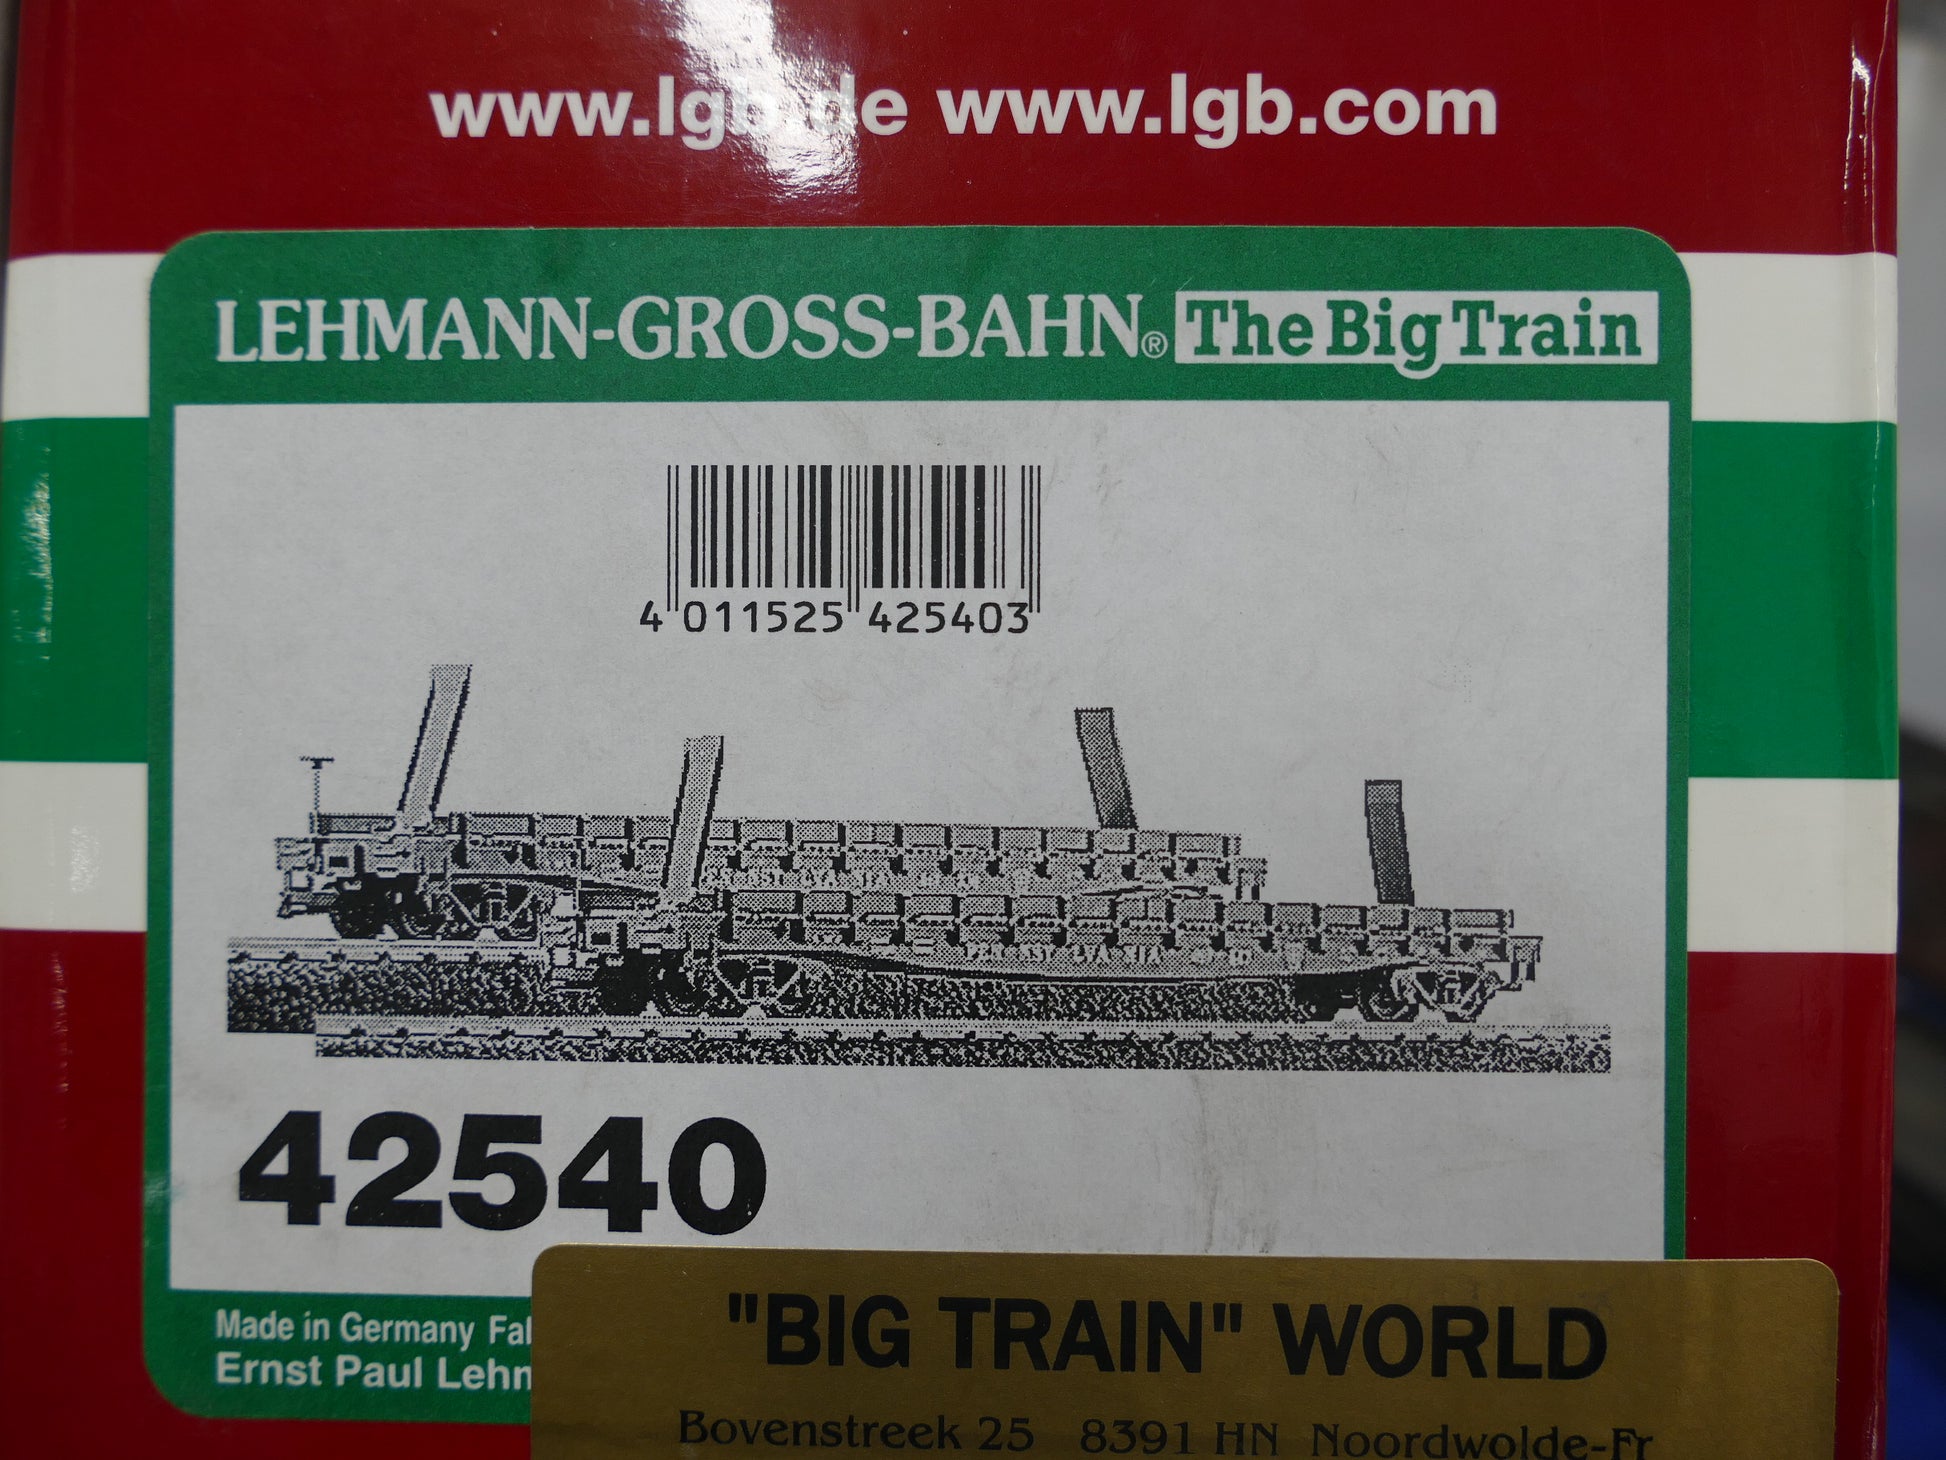 www.lgb.de www.lgb.com
LEHMANN-GROSS-BAHN® The Big Train
4 011525 425403
42540
Made in Germany
Ernst Paul
"BIG TRAIN" WORLD
Bovenstreek 25 8391 HN Noordwolde-Fr